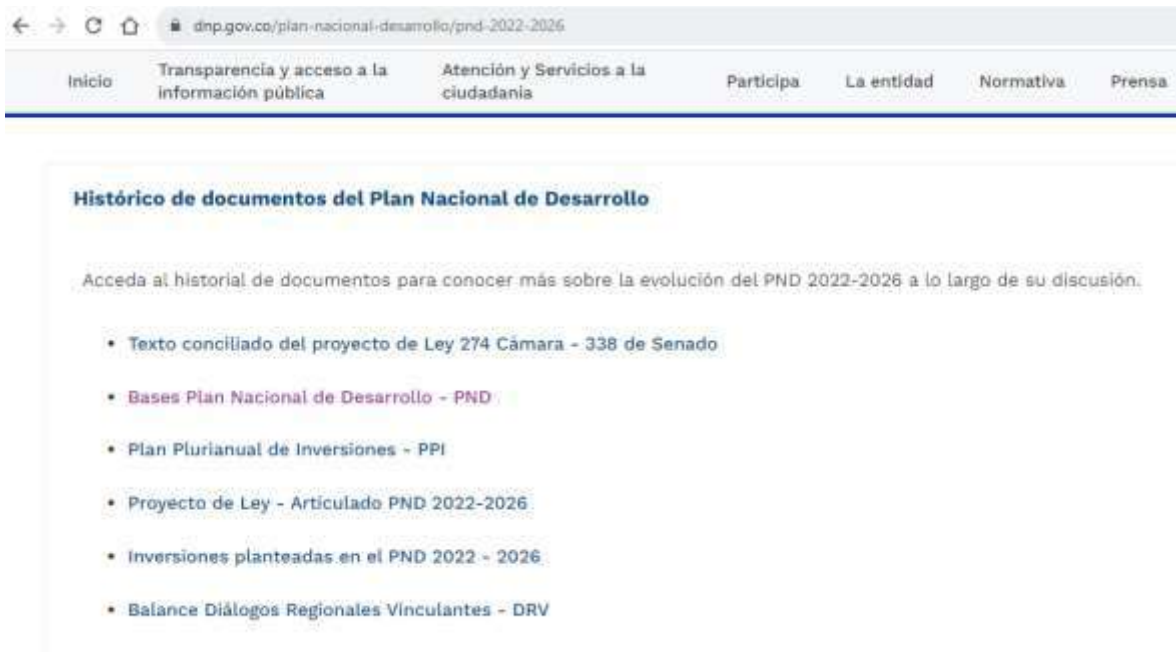 dnp.gov.co/plan-nacional-desarrollo/pnd-2022-2026
Inicio
Transparencia y acceso a la
información pública
Atención y Servicios a la
ciudadania
Participa
La entidad
Normativa
Prensa
Histórico de documentos del Plan Nacional de Desarrollo
Acceda al historial de documentos para conocer más sobre la evolución del PND 2022-2026 a lo largo de su discusión.
• Texto conciliado del proyecto de Ley 274 Cámara - 338 de Senado
• Bases Plan Nacional de Desarrollo - PND
• Plan Plurianual de Inversiones - PPI
• Proyecto de Ley - Articulado PND 2022-2026
• Inversiones planteadas en el PND 2022 - 2026
• Balance Diálogos Regionales Vinculantes - DRV